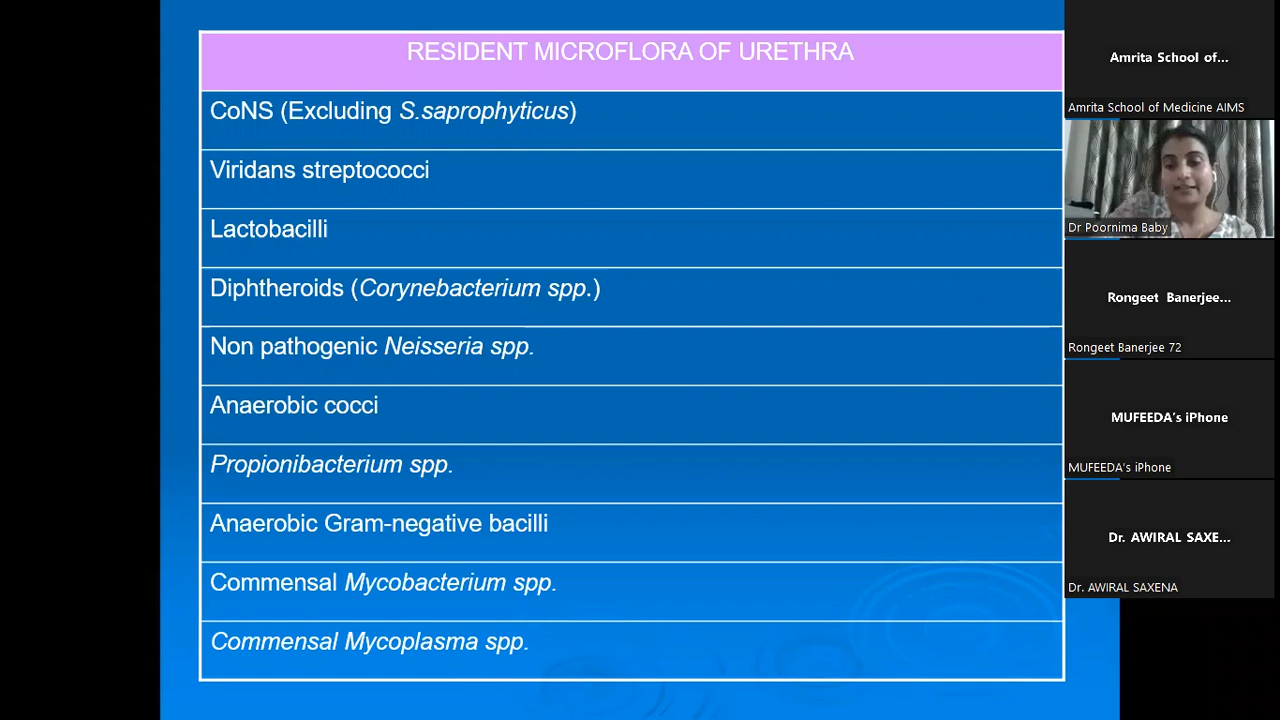 RESIDENT MICROFLORA OF URETHRA
CoNS (Excluding S.saprophyticus)
Viridans streptococci
Lactobacilli
Diphtheroids (Corynebacterium spp.)
Non pathogenic Neisseria spp.
Anaerobic cocci
Propionibacterium spp.
Anaerobic Gram-negative bacilli
Commensal Mycobacterium spp.
Commensal Mycoplasma spp.
Amrita School of...
Amrita School of Medicine AIMS
Dr Poornima Baby
Rongeet Banerjee...
Rongeet Banerjee 72
MUFEEDA's iPhone
MUFEEDA's iPhone
Dr. AWIRAL SAXE...
Dr. AWIRAL SAXENA